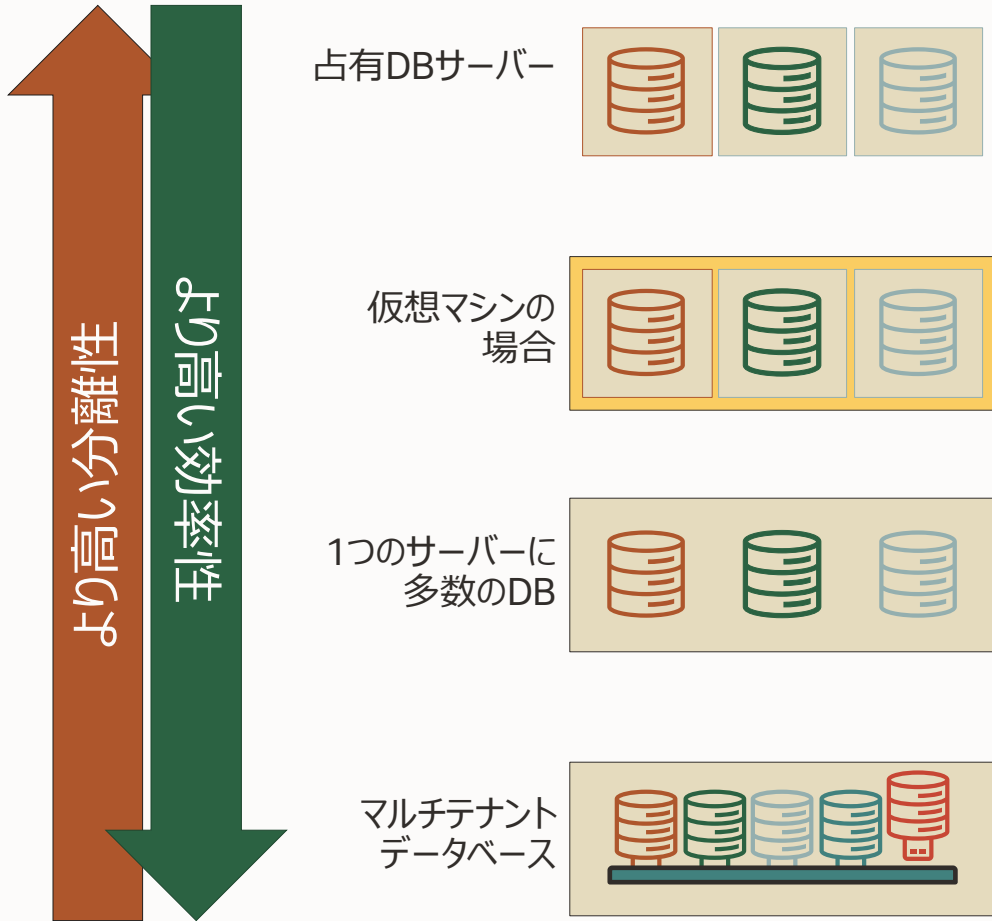 より高い分離性
より高い効率性
占有DBサーバー
仮想マシンの
場合
1つのサーバーに
多数のDB
マルチテナント
データベース